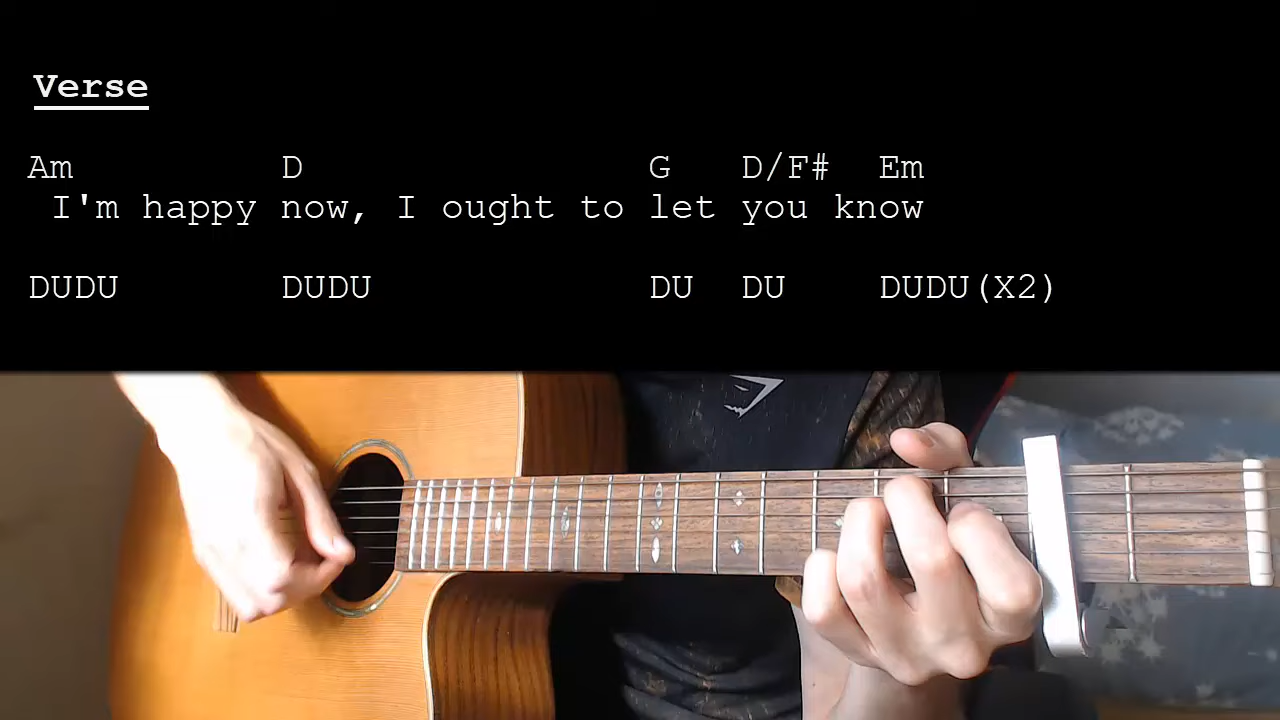 Verse
Am D G D/F# Em
I'm happy now, I ought to let you know
DUDU DUDU DU DU DUDU(X2)